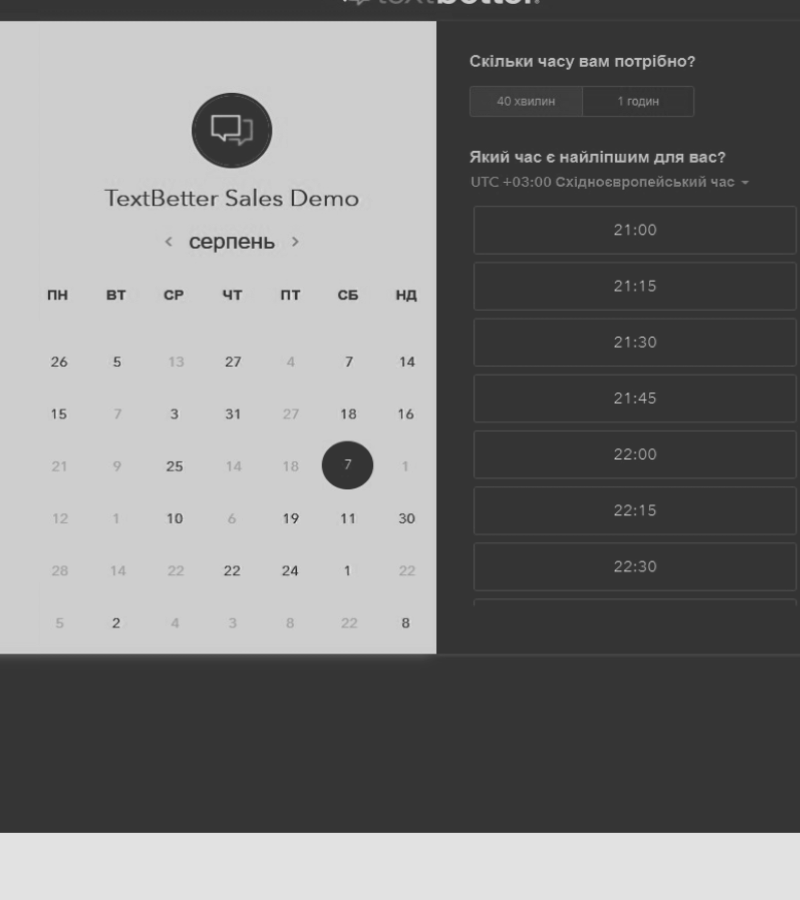 textbetter.
TextBetter Sales Demo
< серпень >
ПН ВТ СР ЧТ ПТ СБ НД
26 5 13 27 4 7 14
15 7 3 31 27 18 16
21 9 25 14 18 7 1
12 1 10 6 19 11 30
28 14 22 22 24 1 22
5 2 4 3 8 22 8
Скільки часу вам потрібно?
40 хвилин 1 годин
Який час є найліпшим для вас?
UTC +03:00 Східноєвропейський час
21:00
21:15
21:30
21:45
22:00
22:15
22:30